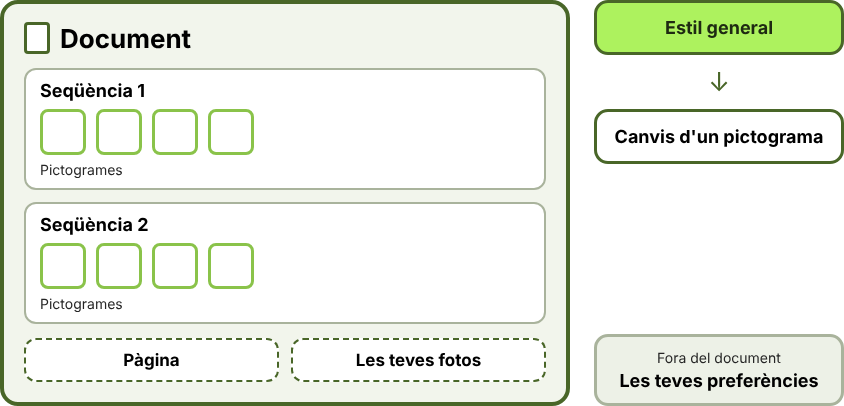 Document
Seqüència 1
Pictogrames
Seqüència 2
Pictogrames
Pàgina
Les teves fotos
Estil general
Canvis d'un pictograma
Fora del document
Les teves preferències